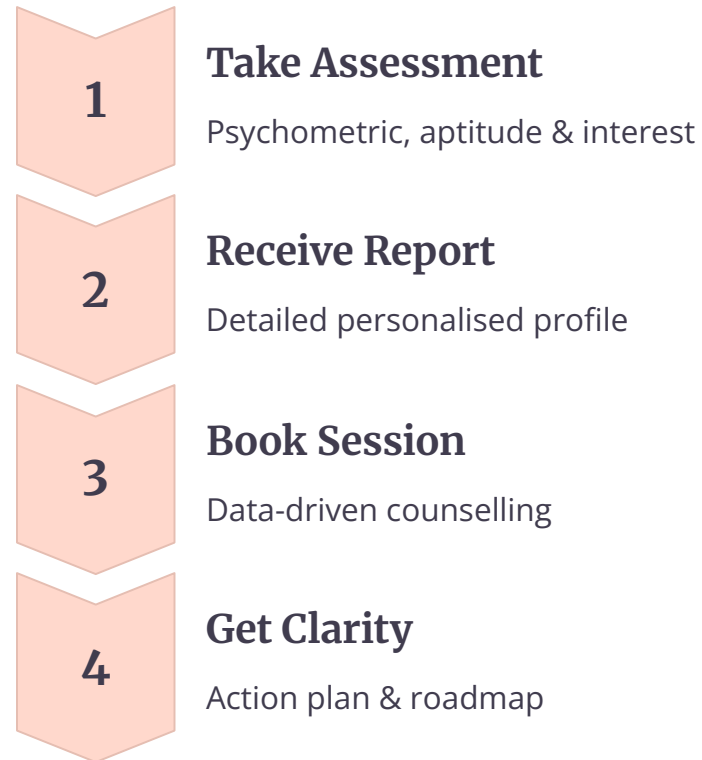 1
Take Assessment
Psychometric, aptitude & interest
2
Receive Report
Detailed personalised profile
3
Book Session
Data-driven counselling
4
Get Clarity
Action plan & roadmap